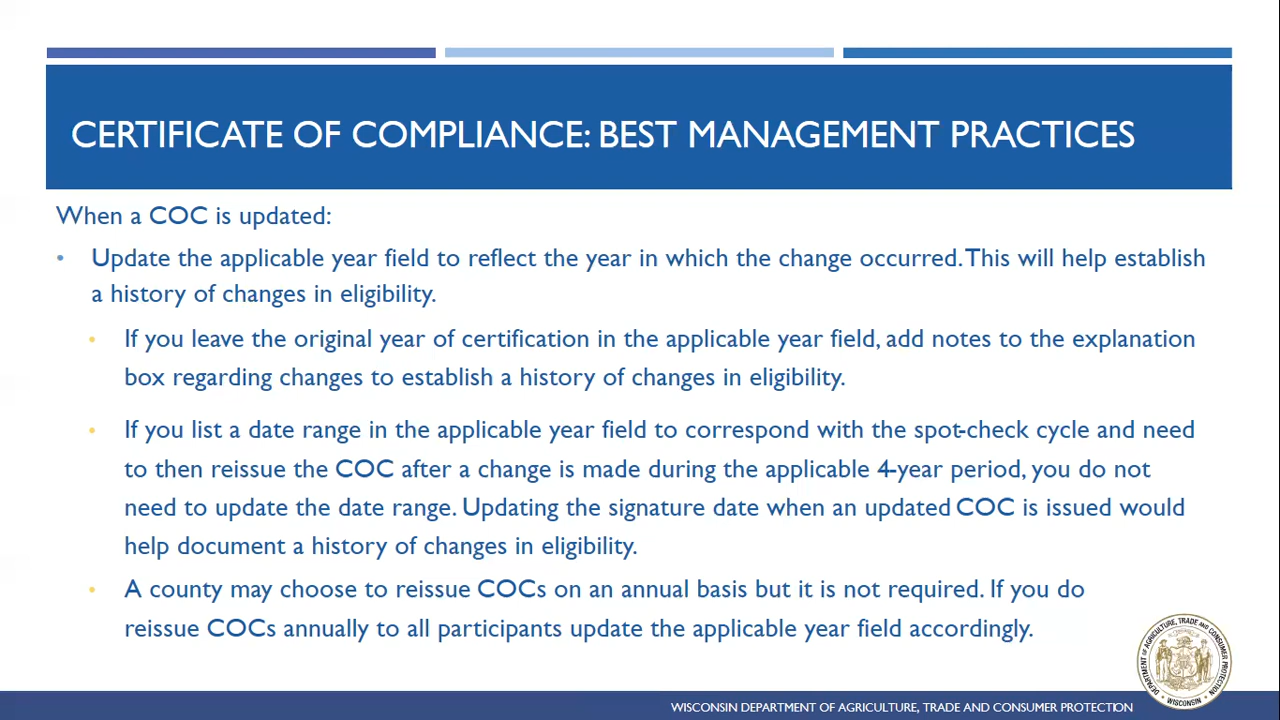 CERTIFICATE OF COMPLIANCE: BEST MANAGEMENT PRACTICES
When a COC is updated:
• Update the applicable year field to reflect the year in which the change occurred. This will help establish
a history of changes in eligibility.
• If you leave the original year of certification in the applicable year field, add notes to the explanation
box regarding changes to establish a history of changes in eligibility.
• If you list a date range in the applicable year field to correspond with the spot-check cycle and need
to then reissue the COC after a change is made during the applicable 4-year period, you do not
need to update the date range. Updating the signature date when an updated COC is issued would
help document a history of changes in eligibility.
• A county may choose to reissue COCs on an annual basis but it is not required. If you do
reissue COCs annually to all participants update the applicable year field accordingly.
DEPARTMENT OF AGRICULTURE, TRADE AND CONSUMER PROTECTION
WISCONSIN
WISCONSIN DEPARTMENT OF AGRICULTURE, TRADE AND CONSUMER PROTECTION